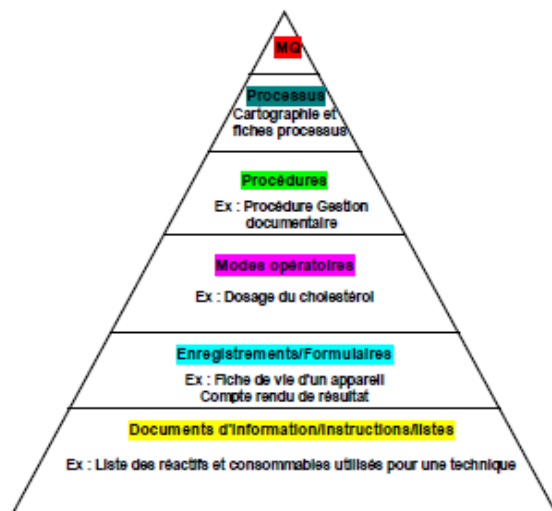 MQ
Processus
Cartographie et
fiches processus
Procédures
Ex : Procédure Gestion
documentaire
Modes opératoires
Ex : Dosage du cholestérol
Enregistrements/Formulaires
Ex : Fiche de vie d'un appareil
Compte rendu de résultat
Documents d'information/instructions/listes
Ex : Liste des réactifs et consommables utilisés pour une technique